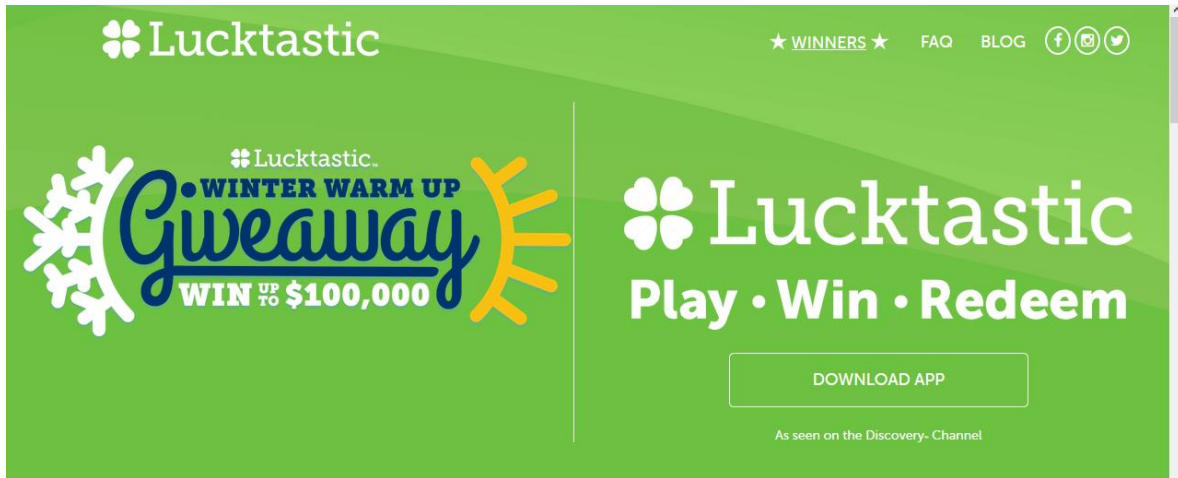 Lucktastic
★ WINNERS ★ FAQ BLOG
Lucktastic™
WINTER WARM UP
Giveaway
WIN UP TO $100,000
Lucktastic
Play · Win · Redeem
DOWNLOAD APP
As seen on the Discovery- Channel